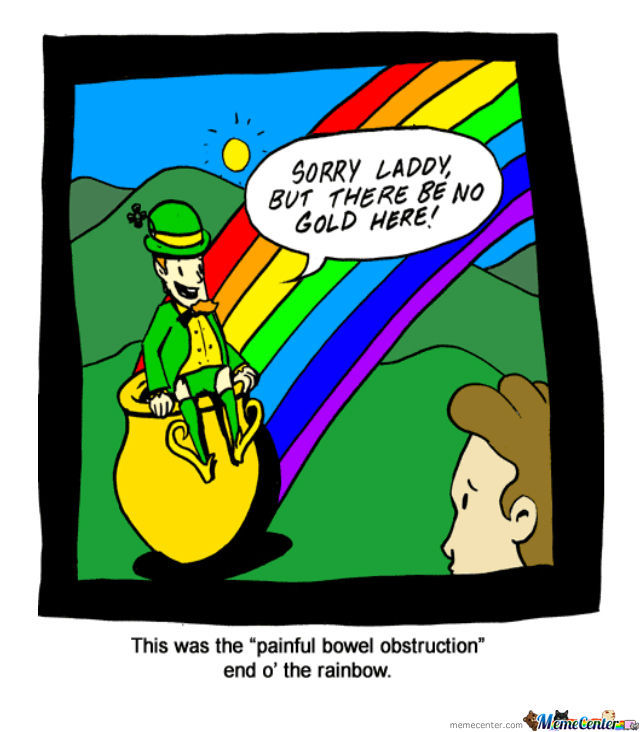 SORRY LADDY,
BUT THERE BE NO
GOLD HERE!
This was the “painful bowel obstruction”
end o’ the rainbow.
memecenter.com MemeCenter